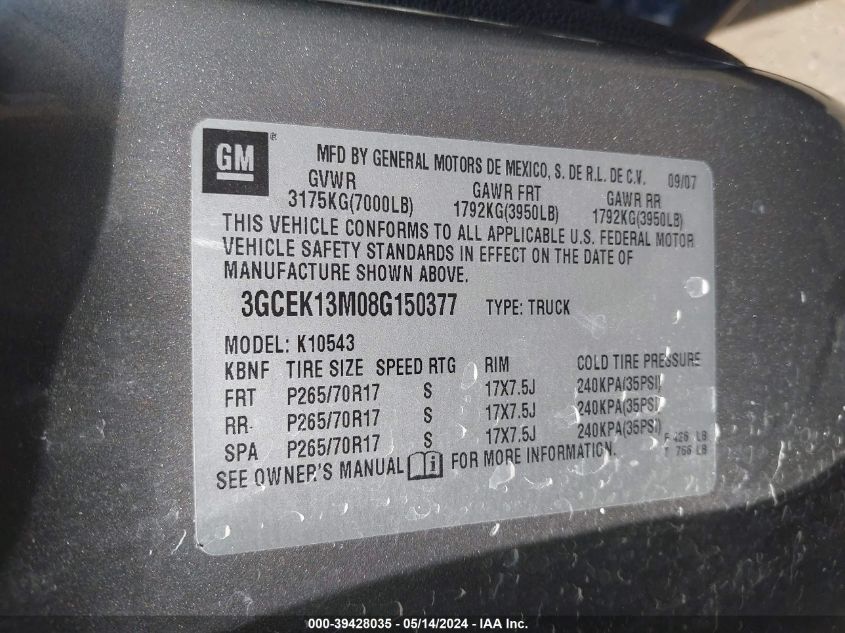 GM ® MFD BY GENERAL MOTORS DE MEXICO, S. DE R.L. DE C.V. 09/07
GVWR GAWR FRT GAWR RR
3175KG(7000LB) 1792KG(3950LB) 1792KG(3950LB)
THIS VEHICLE CONFORMS TO ALL APPLICABLE U.S. FEDERAL MOTOR
VEHICLE SAFETY STANDARDS IN EFFECT ON THE DATE OF
MANUFACTURE SHOWN ABOVE.
3GCEK13M08G150377 TYPE: TRUCK
MODEL: K10543
KBNF TIRE SIZE SPEED RTG RIM COLD TIRE PRESSURE
FRT P265/70R17 S 17X7.5J 240KPA(35PSI)
RR P265/70R17 S 17X7.5J 240KPA(35PSI)
SPA P265/70R17 S 17X7.5J 240KPA(35PSI)
F 426 LB
T 766 LB
SEE OWNER'S MANUAL FOR MORE INFORMATION.
000-39428035 - 05/14/2024 - IAA Inc.